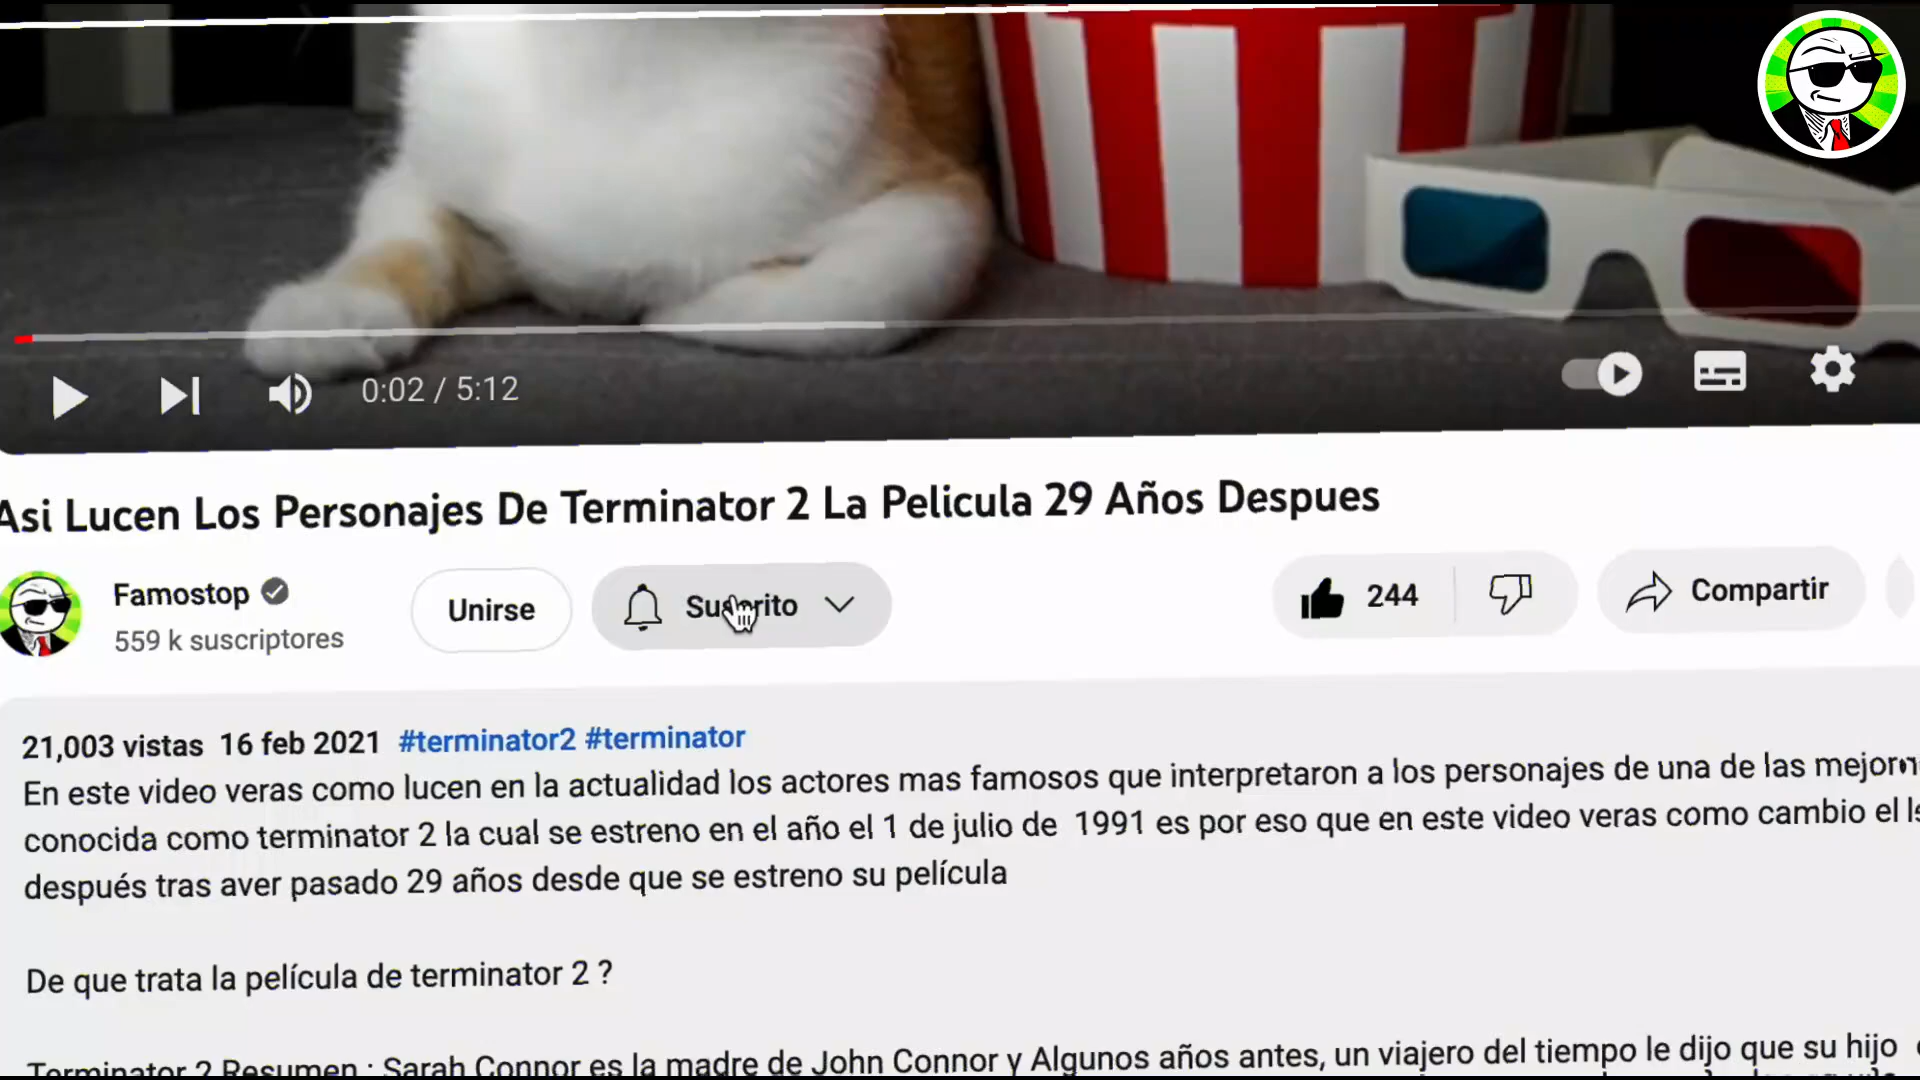 0:02 / 5:12
Asi Lucen Los Personajes De Terminator 2 La Pelicula 29 Años Despues
Famostop
559 k suscriptores
Unirse
Suscrito
244
Compartir
21,003 vistas 16 feb 2021 #terminator2 #terminator
En este video veras como lucen en la actualidad los actores mas famosos que interpretaron a los personajes de una de las
conocida como terminator 2 la cual se estreno en el año el 1 de julio de 1991 es por eso que en este video veras como cambio el
después tras aver pasado 29 años desde que se estreno su película
De que trata la película de terminator 2 ?
Terminator 2 Resumen : Sarah Connor es la madre de John Connor y Algunos años antes, un viajero del tiempo le dijo que su hijo